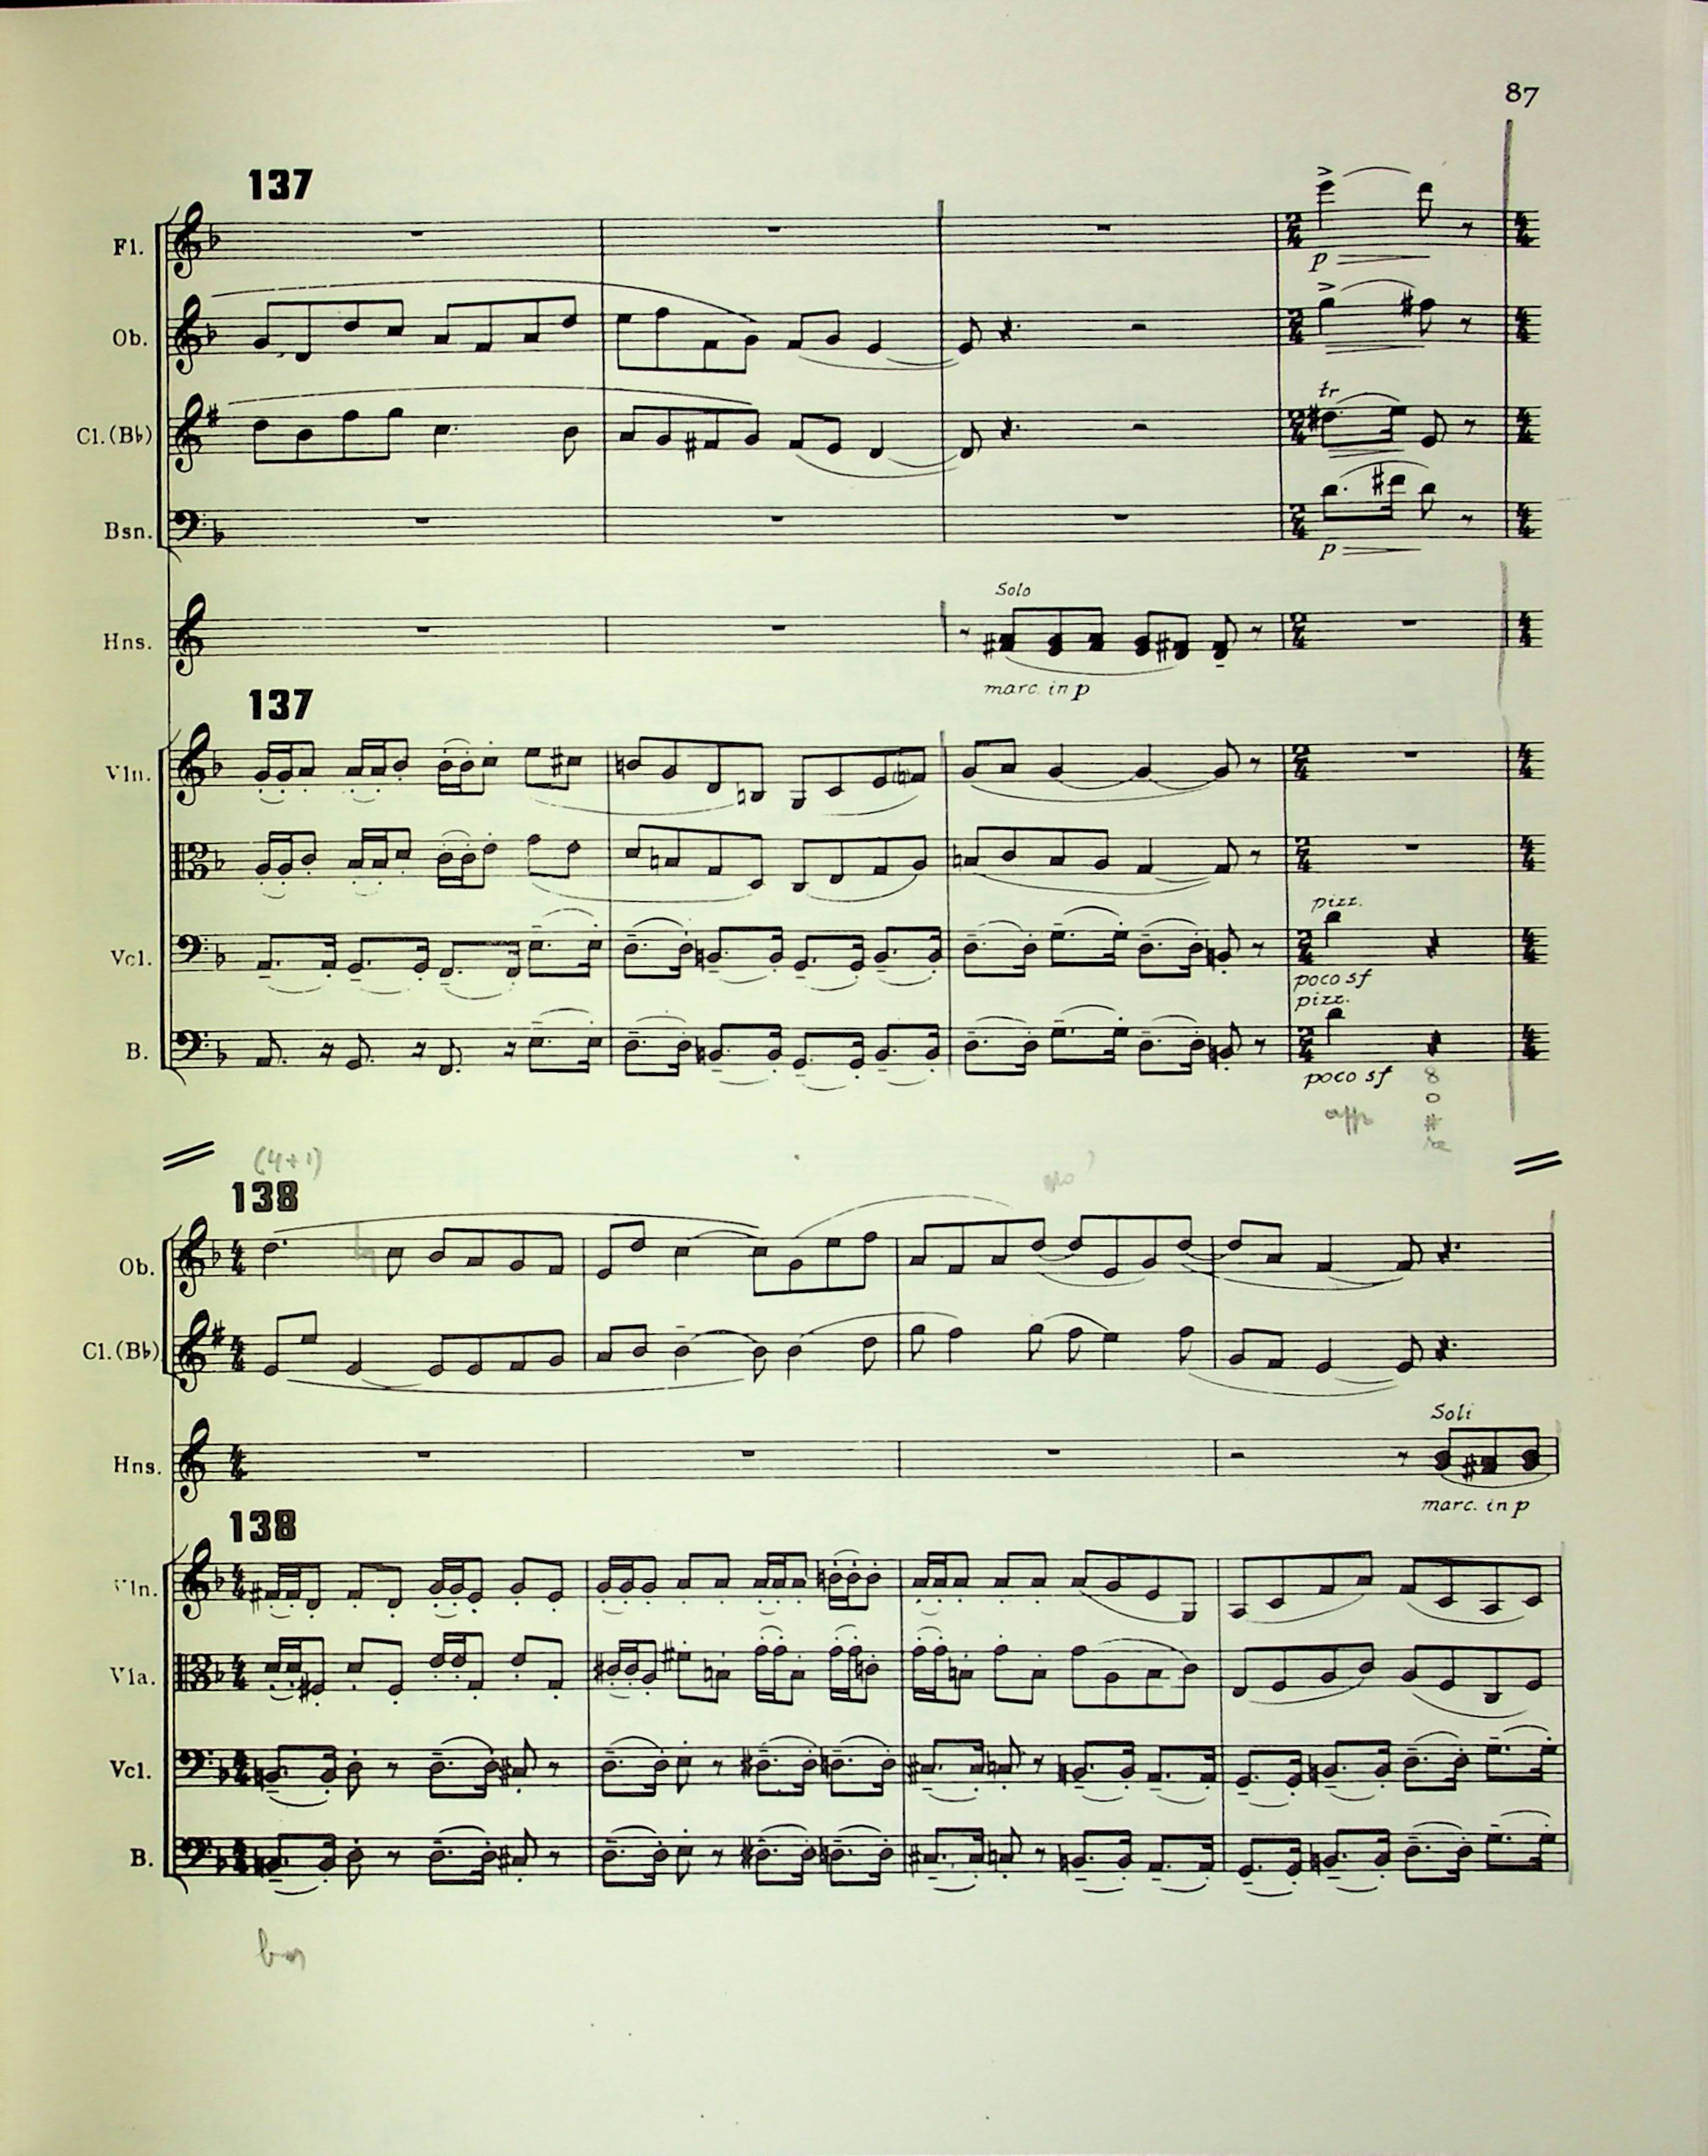 87
137
Fl.
p
Ob.
Cl.(B♭)
tr
Bsn.
p
Solo
Hns.
marc. in p
137
Vln.
pizz.
Vcl.
poco sf
pizz.
B.
poco sf
(4+1)
138
Ob.
Cl.(B♭)
Soli
Hns.
marc. in p
138
Vln.
Vla.
Vcl.
B.